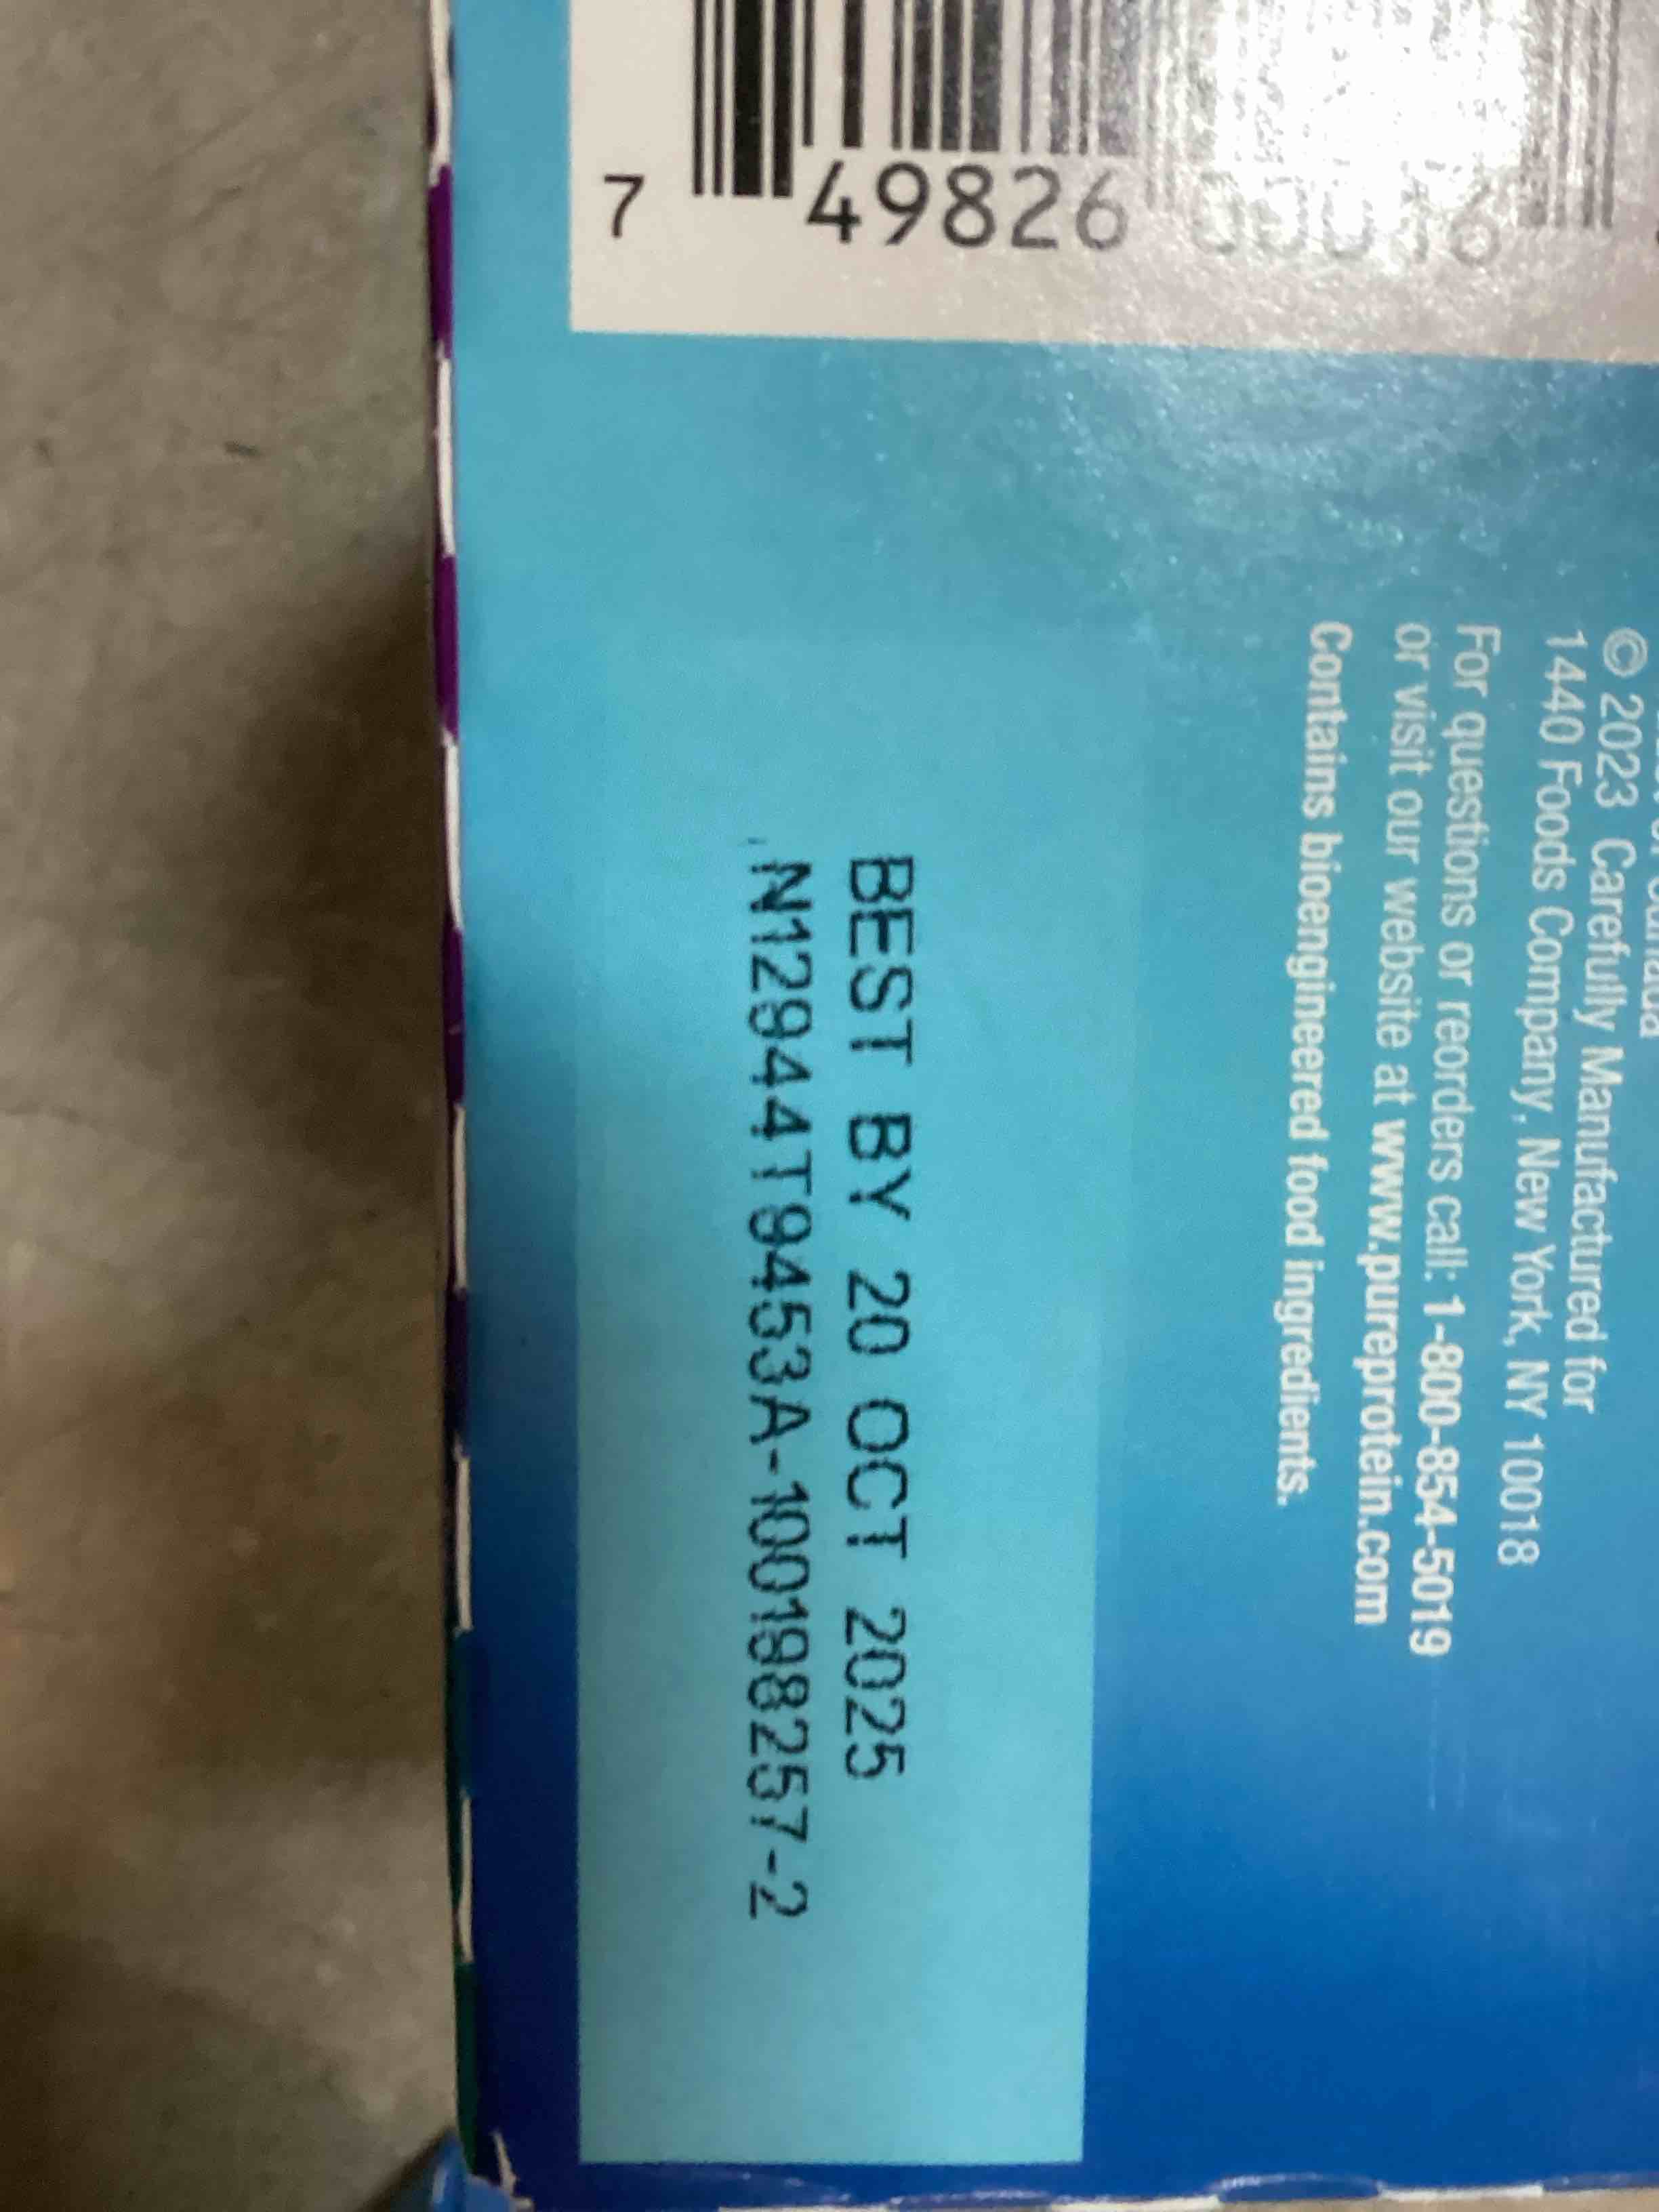 7 49826
© 2023 Carefully Manufactured for
1440 Foods Company, New York, NY 10018
For questions or reorders call: 1-800-854-5019
or visit our website at www.pureprotein.com
Contains bioengineered food ingredients.
BEST BY 20 OCT 2025
N12944T9453A-100198257-2